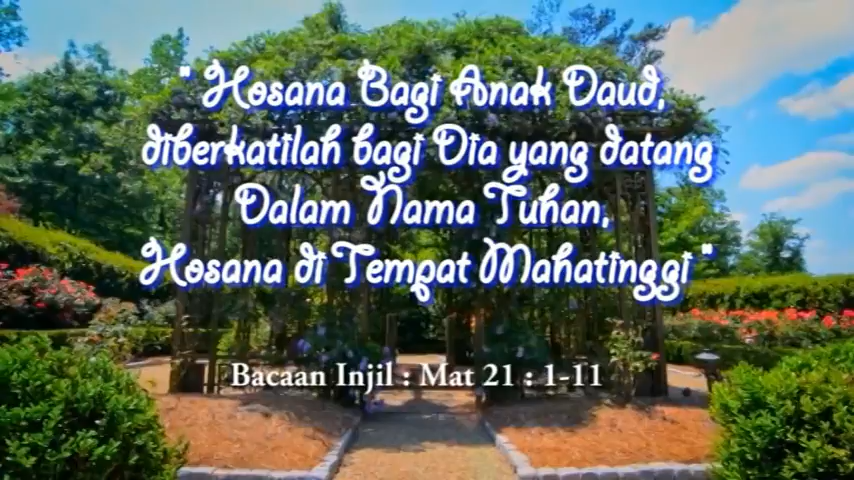 " Hosana Bagi Anak Daud,
diberkatilah bagi Dia yang datang
Dalam Nama Tuhan,
Hosana di Tempat Mahatinggi "
Bacaan Injil : Mat 21 : 1-11